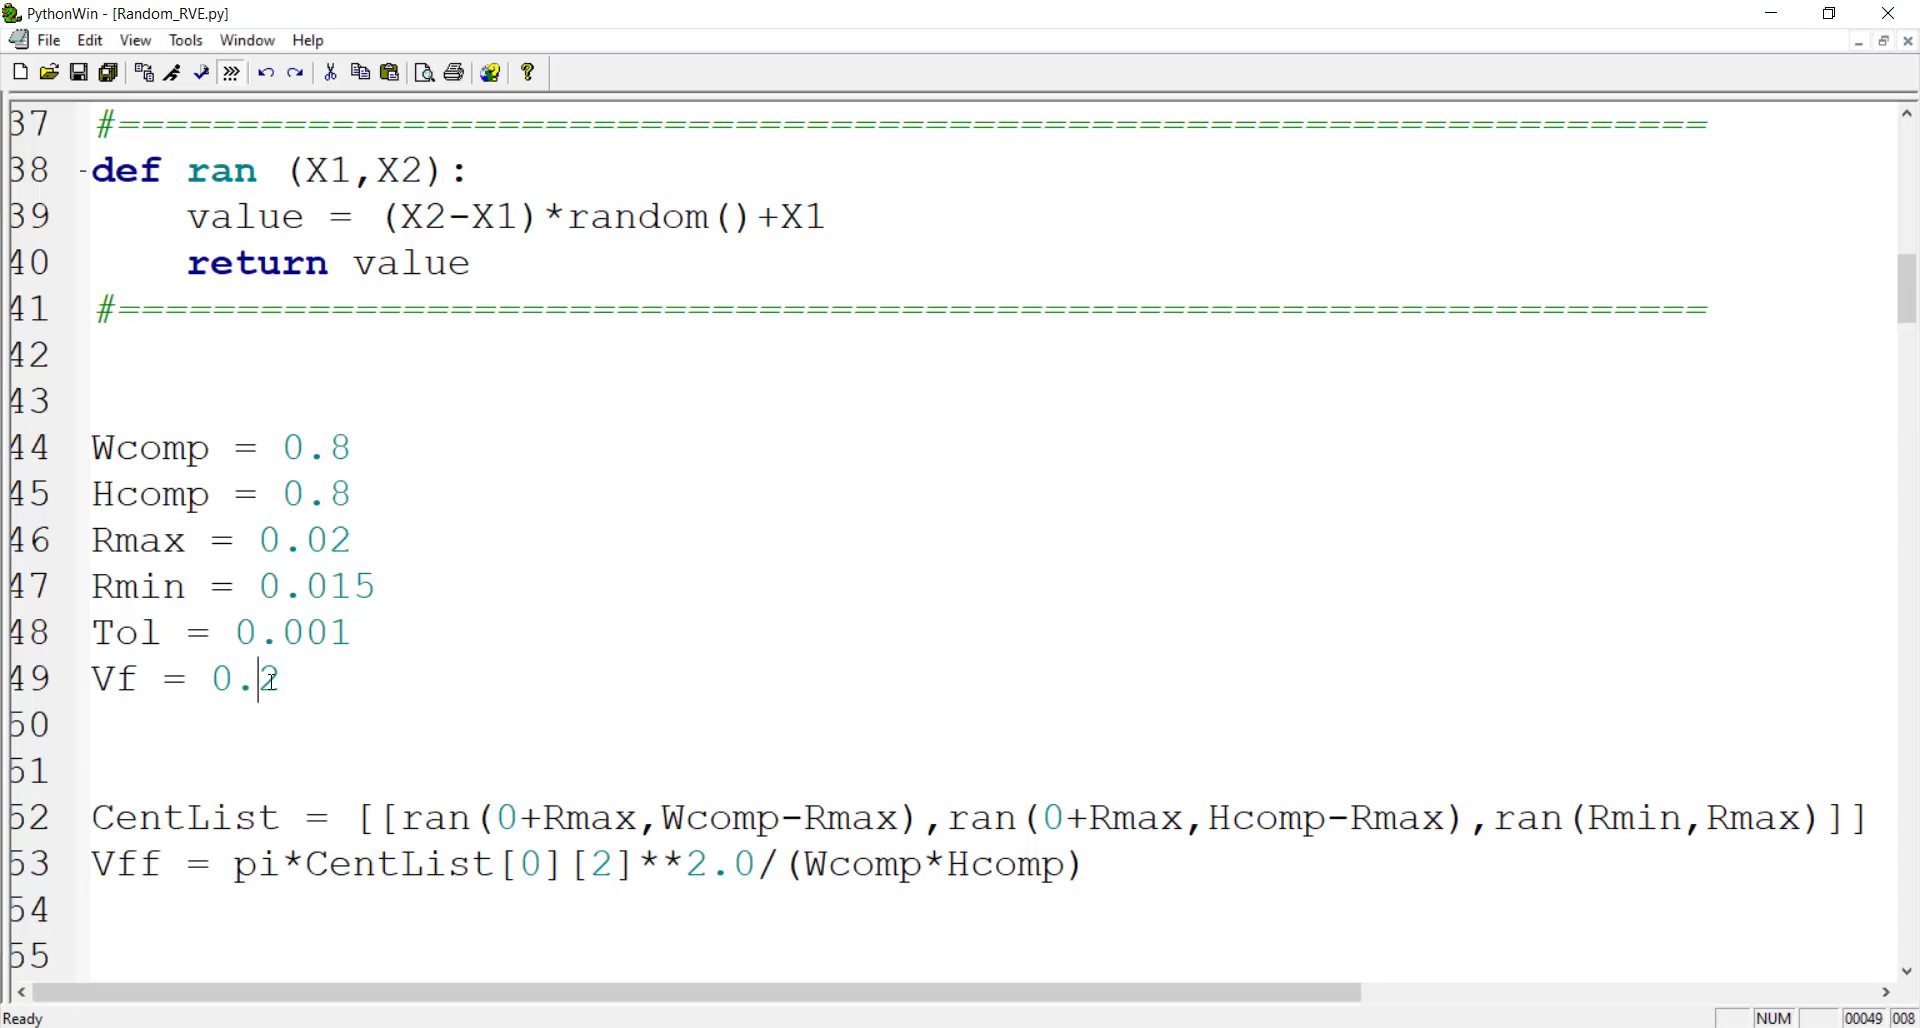 PythonWin - [Random_RVE.py]
File Edit View Tools Window Help
37 #===================================================================
38 -def ran (X1,X2):
39     value = (X2-X1)*random()+X1
40     return value
41 #===================================================================
42
43
44 Wcomp = 0.8
45 Hcomp = 0.8
46 Rmax = 0.02
47 Rmin = 0.015
48 Tol = 0.001
49 Vf = 0.2
50
51
52 CentList = [[ran(0+Rmax,Wcomp-Rmax),ran(0+Rmax,Hcomp-Rmax),ran(Rmin,Rmax)]]
53 Vff = pi*CentList[0][2]**2.0/(Wcomp*Hcomp)
54
55
Ready NUM 00049 008